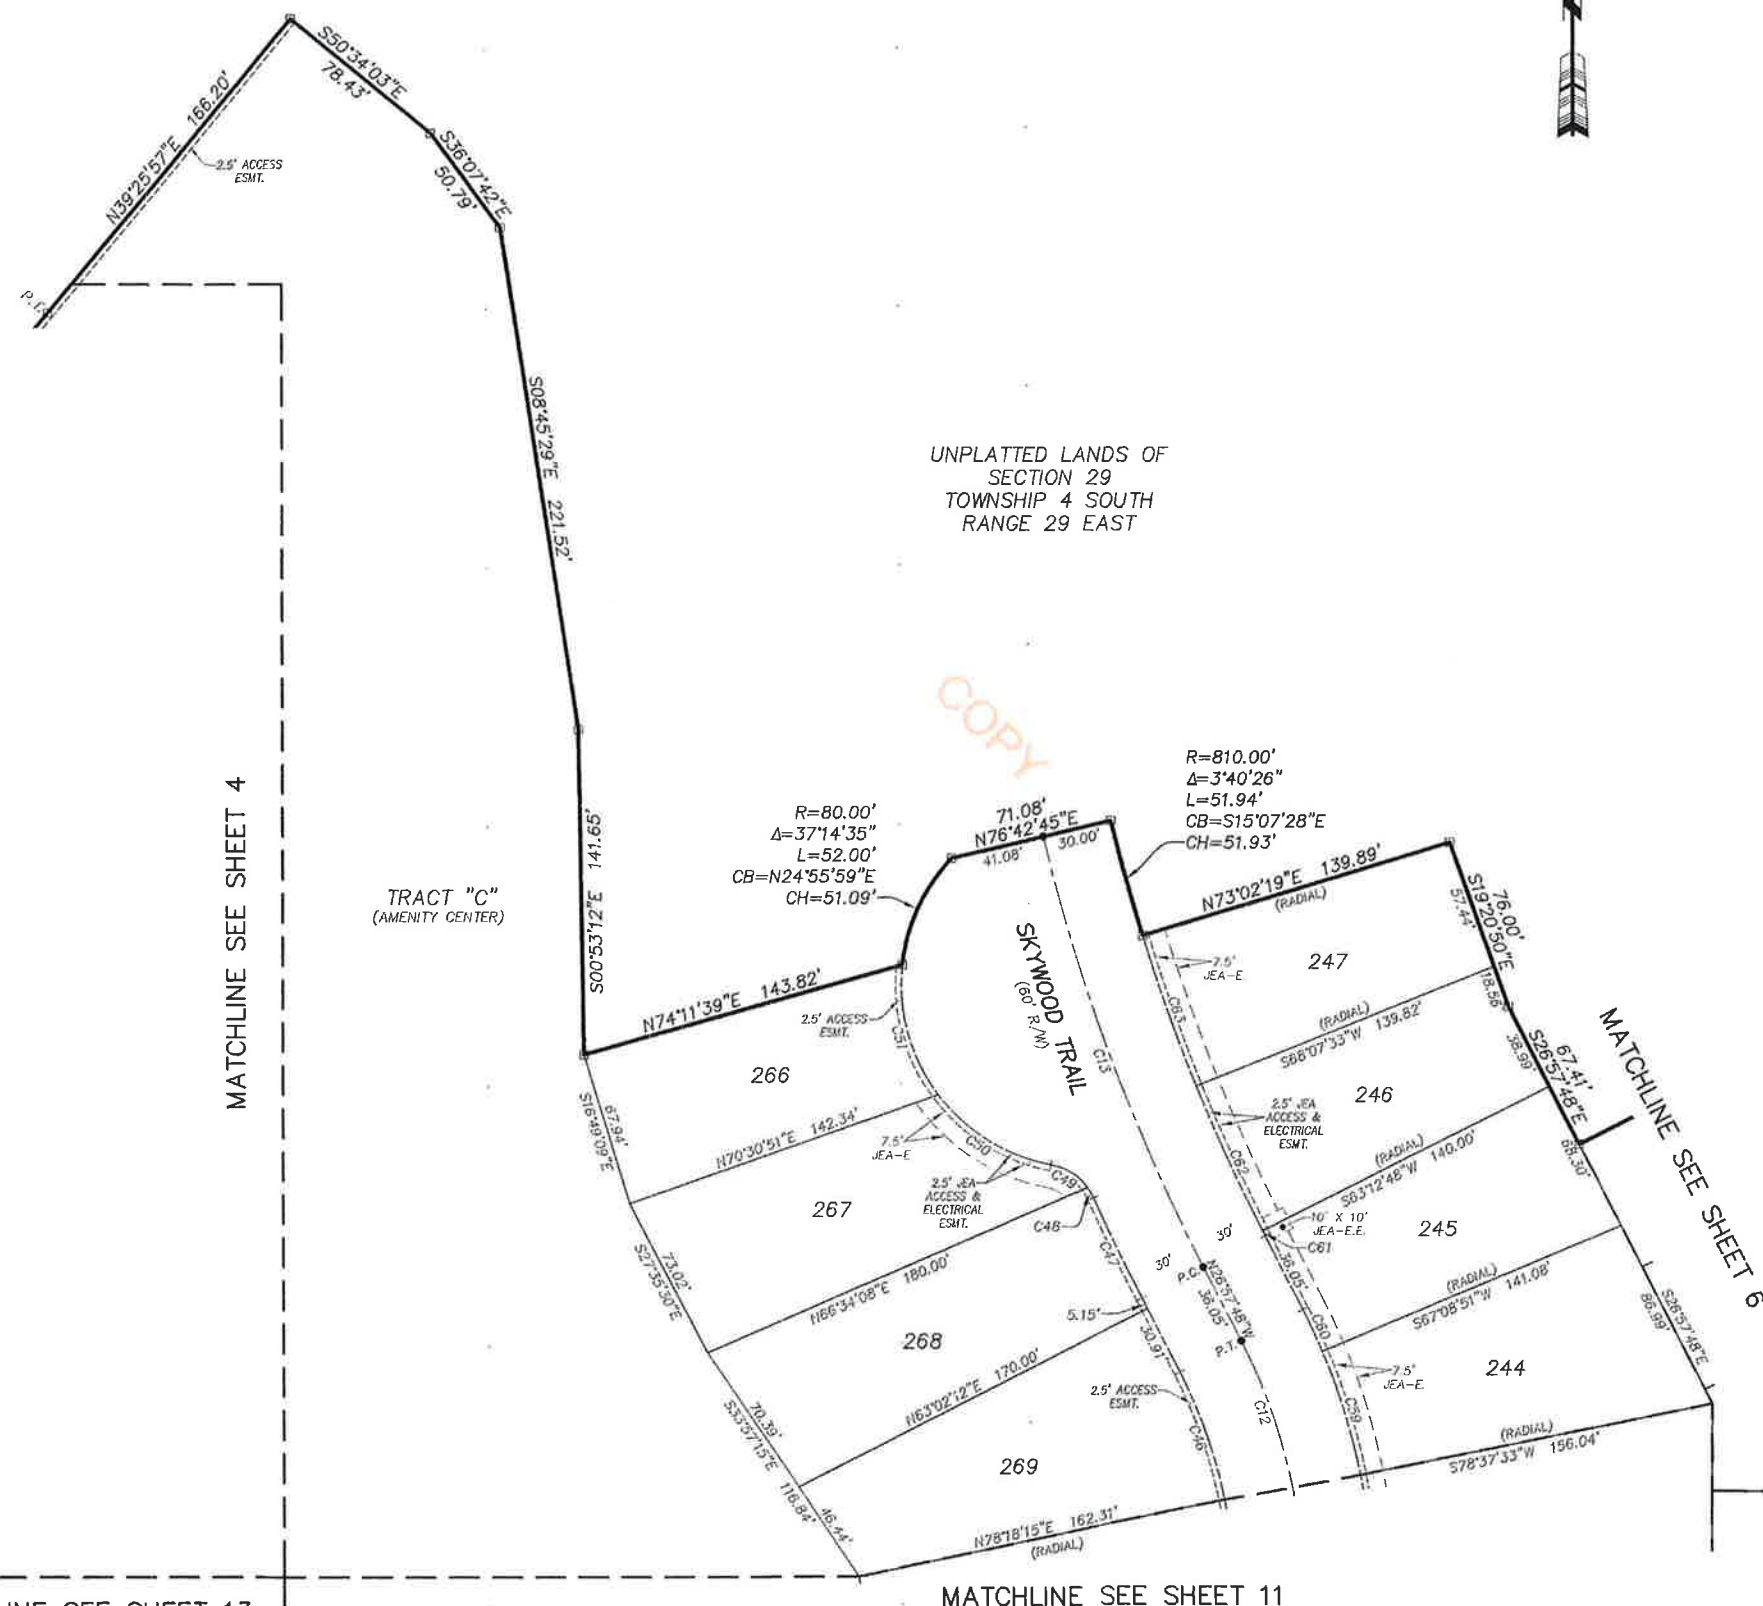 S50°34'03"E
78.43'
N39°25'57"E 166.20'
2.5' ACCESS
ESMT.
S36°07'42"E
50.79'
S08°45'29"E 221.52'
UNPLATTED LANDS OF
SECTION 29
TOWNSHIP 4 SOUTH
RANGE 29 EAST
MATCHLINE SEE SHEET 4
COPY
TRACT "C"
(AMENITY CENTER)
S00°53'12"E 141.65'
R=80.00'
Δ=37°14'35"
L=52.00'
CB=N24°55'59"E
CH=51.09'
71.08'
N76°42'45"E
41.08'
30.00'
R=810.00'
Δ=3°40'26"
L=51.94'
CB=S15°07'28"E
CH=51.93'
N73°02'19"E 139.89'
(RADIAL)
76.00'
S19°20'50"E
57.44'
18.56'
SKYWOOD TRAIL
(60' R/W)
C13
247
7.5'
JEA-E
C63
(RADIAL)
S68°07'33"W 139.82'
67.41'
S26°57'48"E
38.99'
MATCHLINE SEE SHEET 6
N74°11'39"E 143.82'
2.5' ACCESS
ESMT.
C51
266
246
2.5' JEA
ACCESS &
ELECTRICAL
ESMT.
C62
(RADIAL)
S63°12'48"W 140.00'
68.30'
67.94'
S16°49'09"E
N70°30'51"E 142.34'
7.5'
JEA-E
C50
C49
2.5' JEA
ACCESS &
ELECTRICAL
ESMT.
C48
267
245
10' X 10'
JEA-E.E.
C61
30'
30'
36.05'
C47
P.C.
N26°57'48"W
36.05'
P.T.
73.02'
S27°35'30"E
N66°34'08"E 180.00'
5.15'
30.91'
(RADIAL)
S67°08'51"W 141.08'
C60
S26°57'48"E
86.99'
268
244
7.5'
JEA-E
N63°02'12"E 170.00'
2.5' ACCESS
ESMT.
C46
C12
C59
70.39'
S33°57'15"E 116.84'
46.44'
269
(RADIAL)
S78°37'33"W 156.04'
N78°18'15"E 162.31'
(RADIAL)
MATCHLINE SEE SHEET 11
SEE SHEET 13